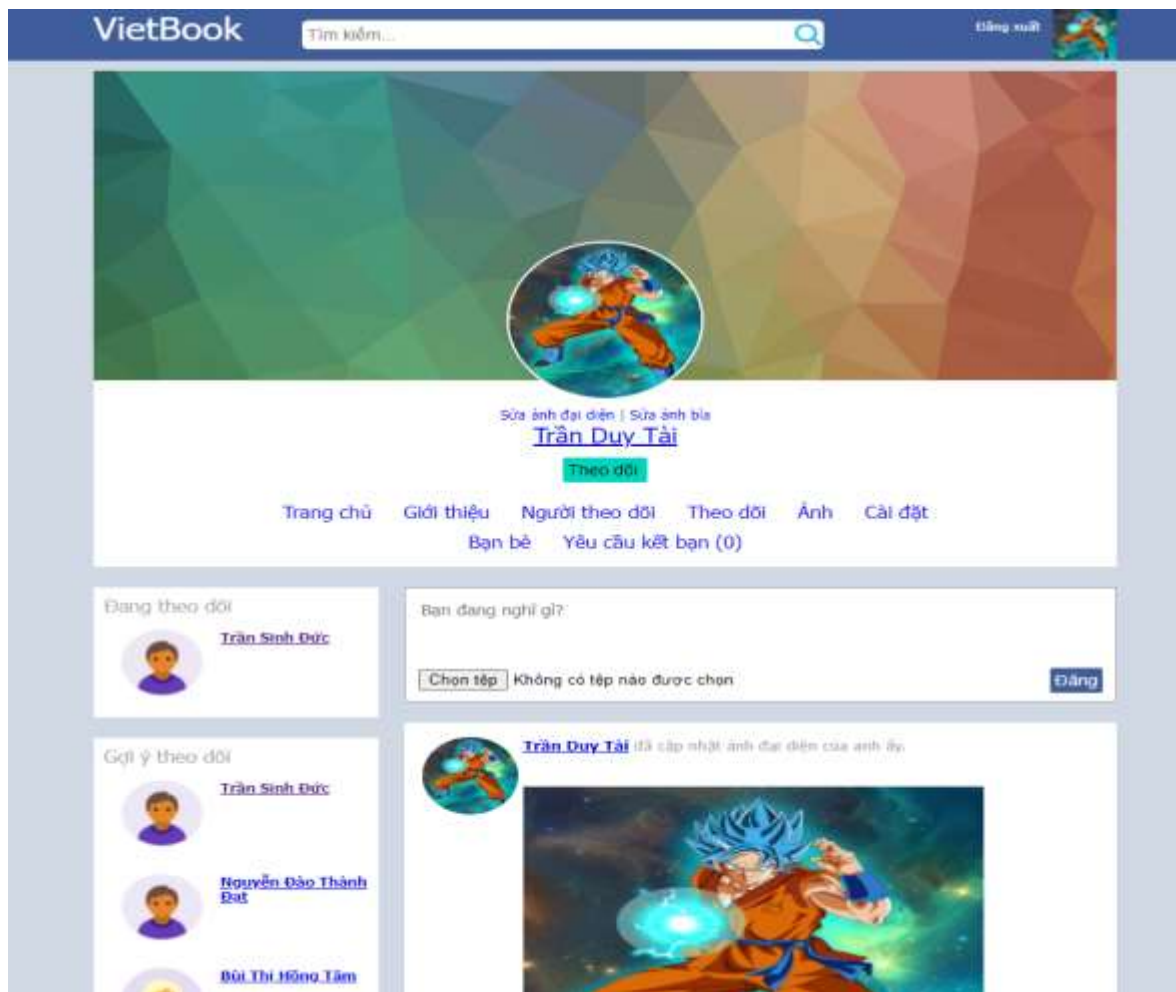 VietBook
Tìm kiếm...
Đăng xuất
Sửa ảnh đại diện | Sửa ảnh bìa
Trần Duy Tài
Theo dõi
Trang chủ Giới thiệu Người theo dõi Theo dõi Ảnh Cài đặt
Bạn bè Yêu cầu kết bạn (0)
Đang theo dõi
Trần Sinh Đức
Bạn đang nghĩ gì?
Chọn tệp Không có tệp nào được chọn
Đăng
Gợi ý theo dõi
Trần Sinh Đức
Nguyễn Đào Thành
Đạt
Bùi Thị Hồng Tâm
Trần Duy Tài đã cập nhật ảnh đại diện của anh ấy.